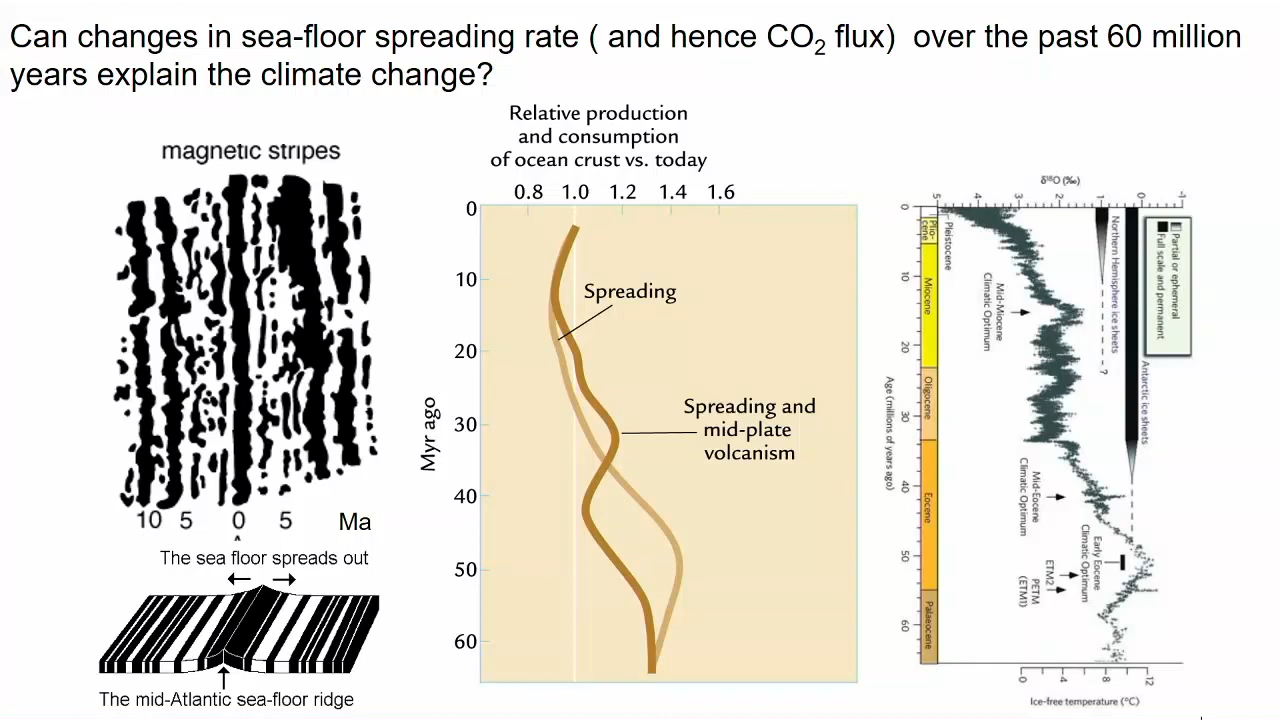 Can changes in sea-floor spreading rate ( and hence CO₂ flux)  over the past 60 million
years explain the climate change?
magnetic stripes
10 5 0 5 Ma
The sea floor spreads out
The mid-Atlantic sea-floor ridge
Relative production
and consumption
of ocean crust vs. today
0.8 1.0 1.2 1.4 1.6
Myr ago
0
10
20
30
40
50
60
Spreading
Spreading and
mid-plate
volcanism
δ¹⁸O (‰)
5 4 3 2 1 0 -1
Partial or ephemeral
Full scale and permanent
Northern Hemisphere ice sheets
?
Antarctic ice sheets
Pleistocene
Plio-
cene
Miocene
Oligocene
Eocene
Palaeocene
0
10
20
30
40
50
60
Age (millions of years ago)
Mid-Miocene
Climatic Optimum
Mid-Eocene
Climatic Optimum
Early Eocene
Climatic Optimum
ETM2
PETM
(ETM1)
0 4 8 12
Ice-free temperature (°C)